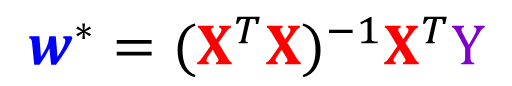 w* = (XᵀX)⁻¹XᵀY